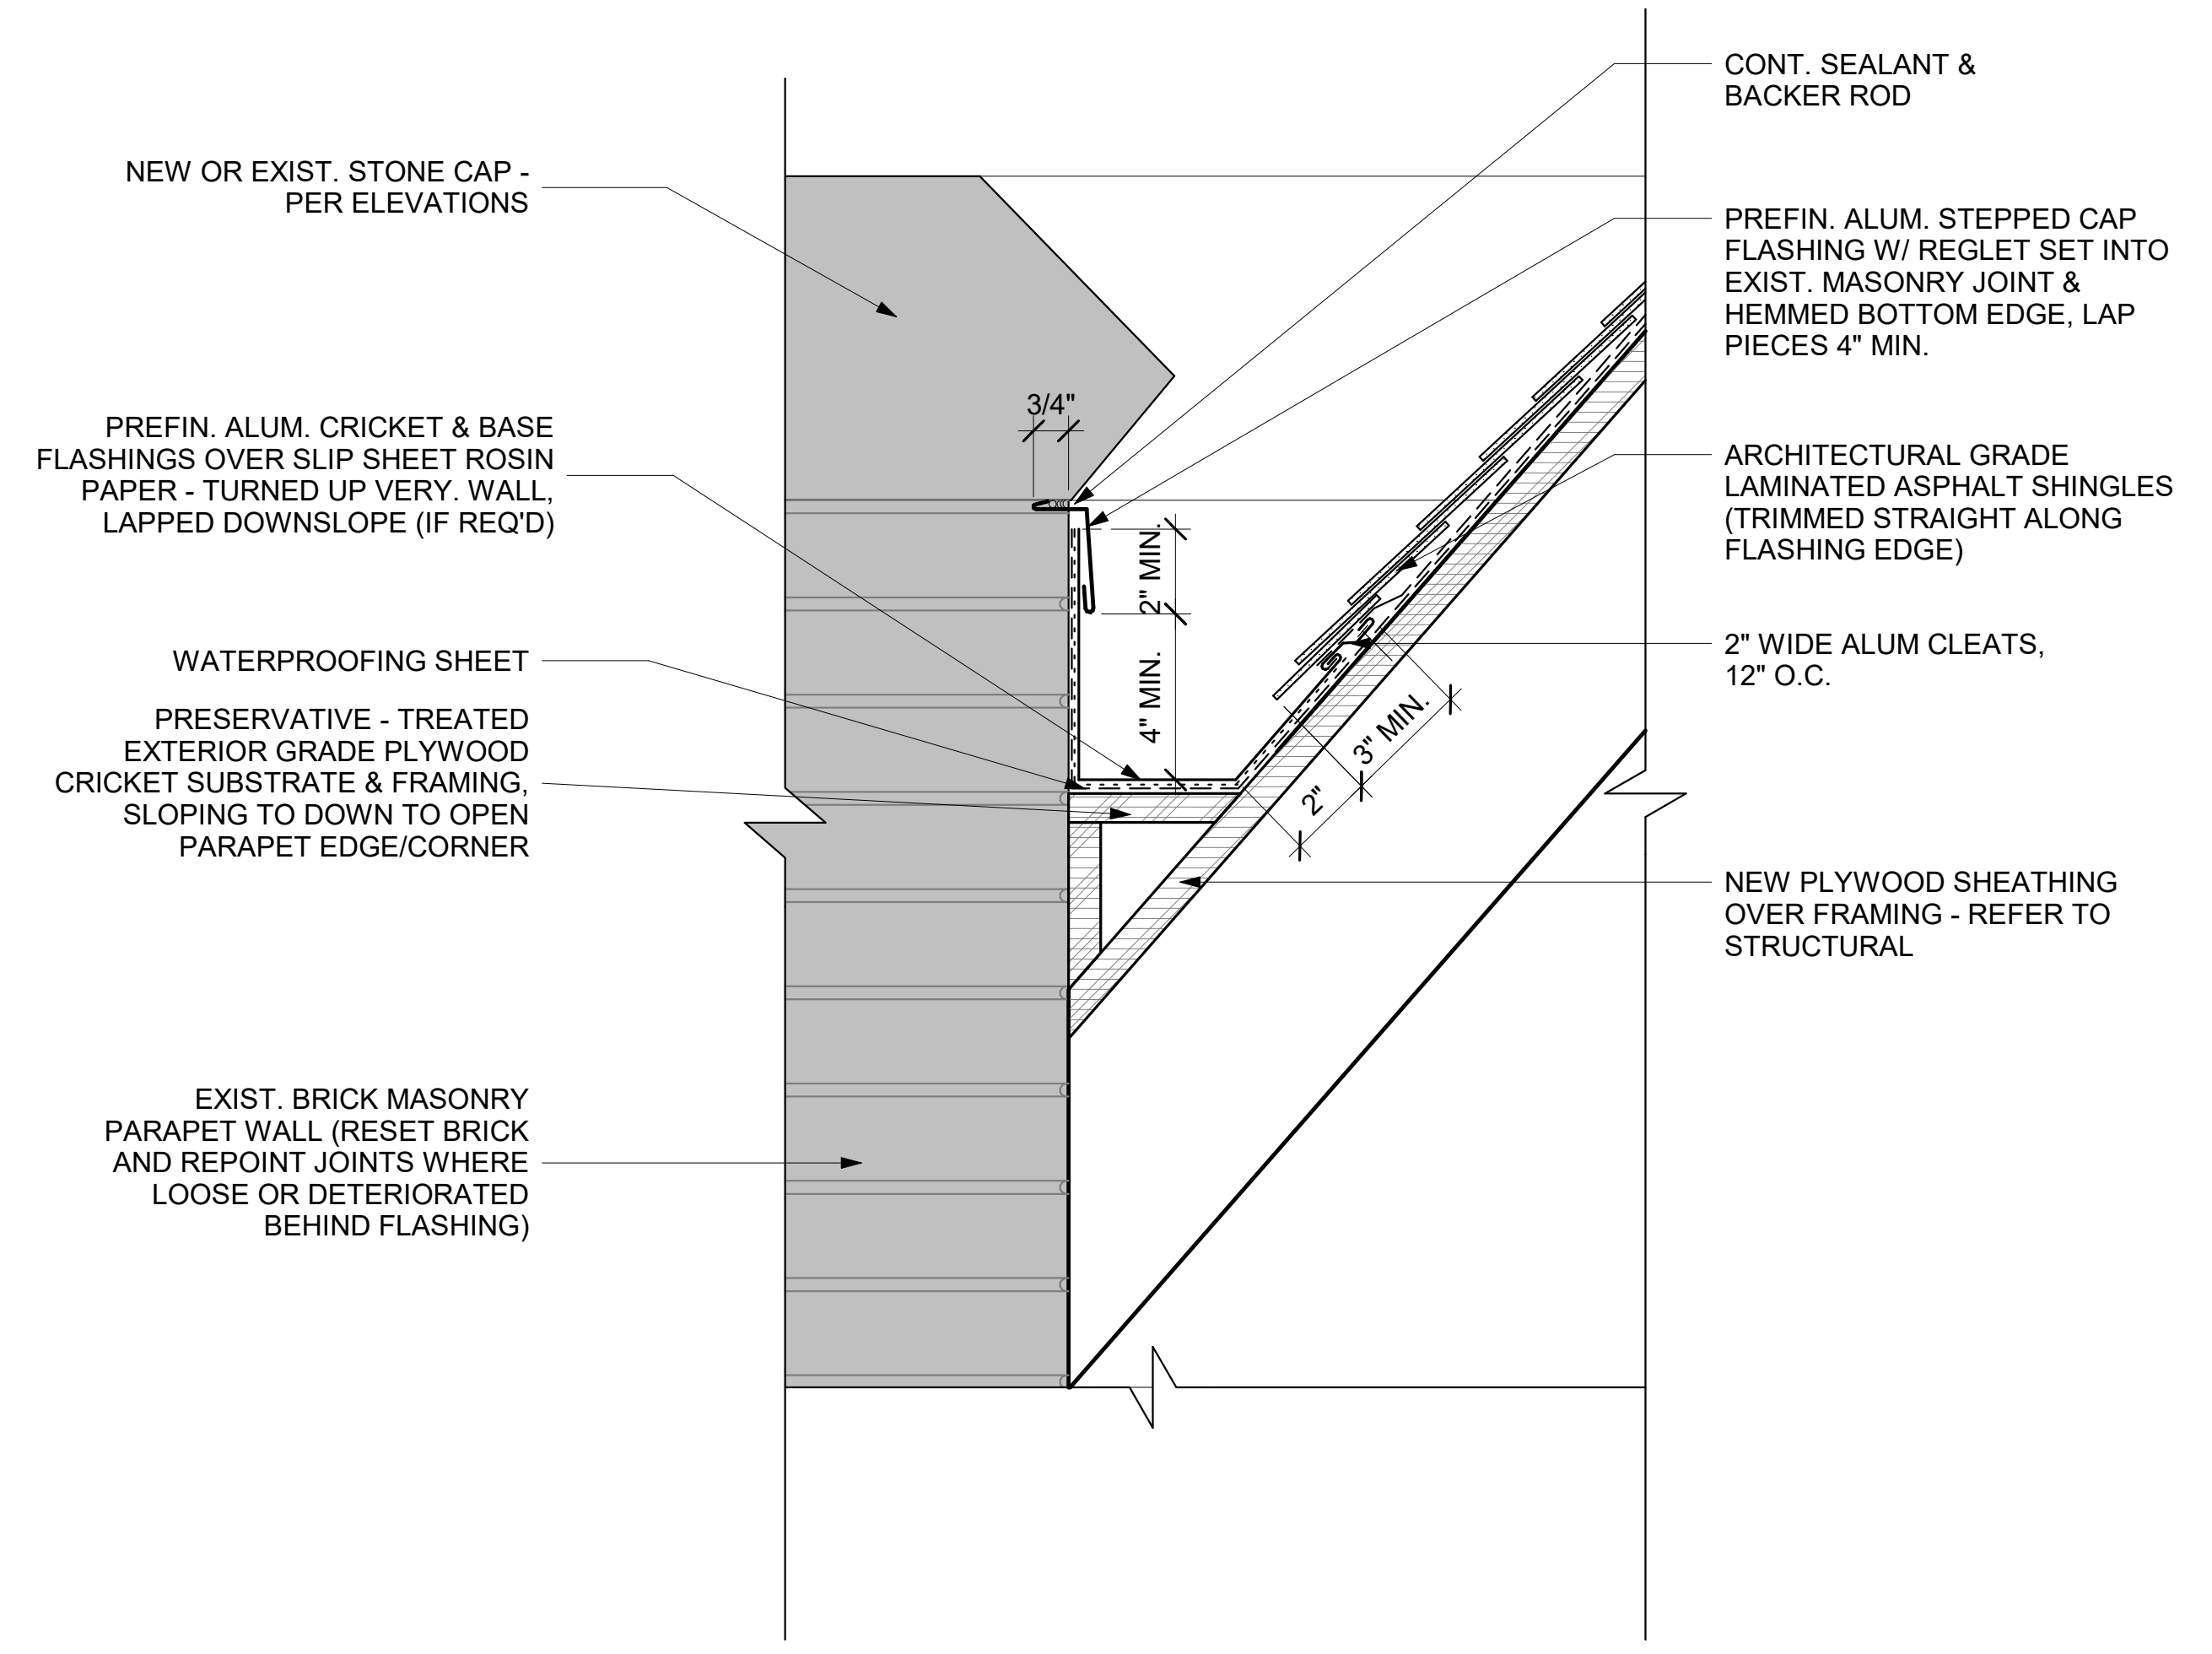 NEW OR EXIST. STONE CAP -
PER ELEVATIONS
PREFIN. ALUM. CRICKET & BASE
FLASHINGS OVER SLIP SHEET ROSIN
PAPER - TURNED UP VERY. WALL,
LAPPED DOWNSLOPE (IF REQ'D)
WATERPROOFING SHEET
PRESERVATIVE - TREATED
EXTERIOR GRADE PLYWOOD
CRICKET SUBSTRATE & FRAMING,
SLOPING TO DOWN TO OPEN
PARAPET EDGE/CORNER
EXIST. BRICK MASONRY
PARAPET WALL (RESET BRICK
AND REPOINT JOINTS WHERE
LOOSE OR DETERIORATED
BEHIND FLASHING)
3/4"
2" MIN.
4" MIN.
3" MIN.
2"
CONT. SEALANT &
BACKER ROD
PREFIN. ALUM. STEPPED CAP
FLASHING W/ REGLET SET INTO
EXIST. MASONRY JOINT &
HEMMED BOTTOM EDGE, LAP
PIECES 4" MIN.
ARCHITECTURAL GRADE
LAMINATED ASPHALT SHINGLES
(TRIMMED STRAIGHT ALONG
FLASHING EDGE)
2" WIDE ALUM CLEATS,
12" O.C.
NEW PLYWOOD SHEATHING
OVER FRAMING - REFER TO
STRUCTURAL